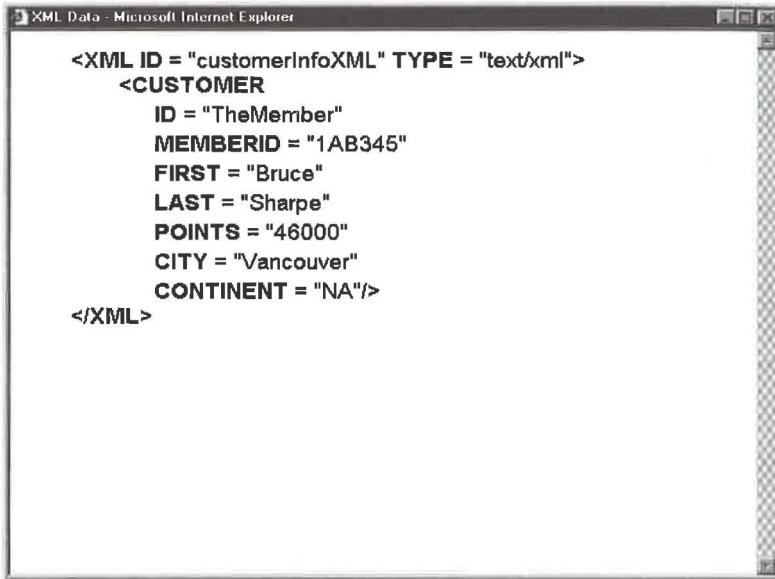 XML Data - Microsoft Internet Explorer
<XML ID = "customerInfoXML" TYPE = "text/xml">
<CUSTOMER
ID = "TheMember"
MEMBERID = "1AB345"
FIRST = "Bruce"
LAST = "Sharpe"
POINTS = "46000"
CITY = "Vancouver"
CONTINENT = "NA"/>
</XML>